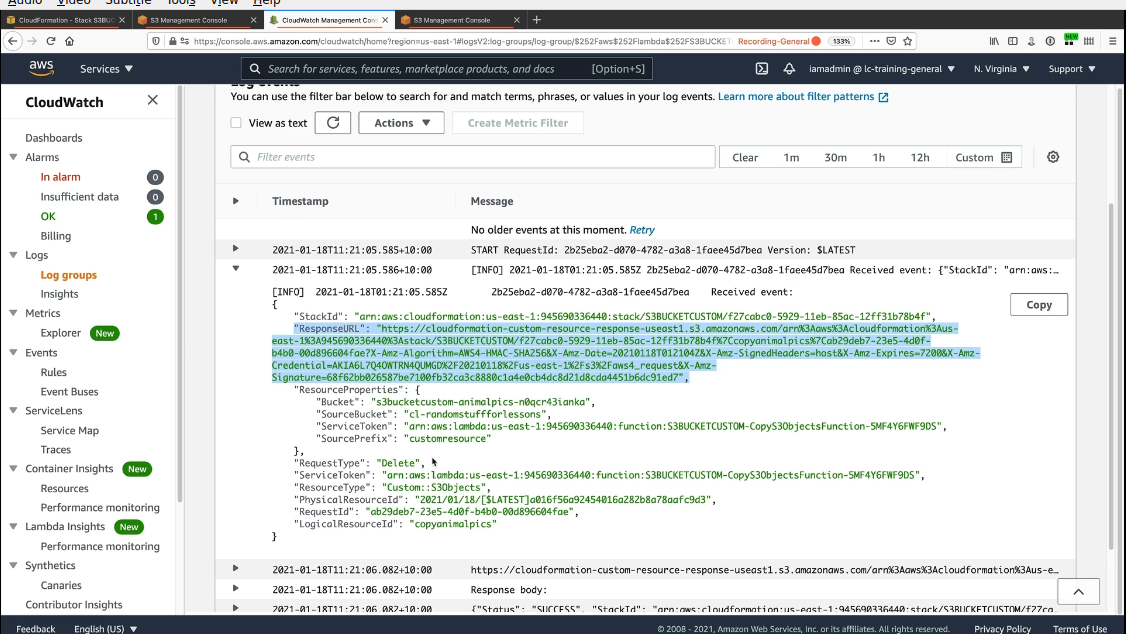 Audio Video Subtitle Tools View Help
CloudFormation - Stack S3BUC
S3 Management Console
CloudWatch Management Con
S3 Management Console
https://console.aws.amazon.com/cloudwatch/home?region=us-east-1#logsV2:log-groups/log-group/$252Faws$252Flambda$252FS3BUCKET
Recording-General
133%
NEW
aws
Services
Search for services, features, marketplace products, and docs [Option+S]
iamadmin @ lc-training-general
N. Virginia
Support
CloudWatch
Dashboards
Alarms
In alarm 0
Insufficient data 0
OK 1
Billing
Logs
Log groups
Insights
Metrics
Explorer New
Events
Rules
Event Buses
ServiceLens
Service Map
Traces
Container Insights New
Resources
Performance monitoring
Lambda Insights New
Performance monitoring
Synthetics
Canaries
Contributor Insights
Log events
You can use the filter bar below to search for and match terms, phrases, or values in your log events. Learn more about filter patterns
View as text
Actions
Create Metric Filter
Filter events
Clear 1m 30m 1h 12h Custom
Timestamp Message
No older events at this moment. Retry
2021-01-18T11:21:05.585+10:00 START RequestId: 2b25eba2-d070-4782-a3a8-1faee45d7bea Version: $LATEST
2021-01-18T11:21:05.586+10:00 [INFO] 2021-01-18T01:21:05.585Z 2b25eba2-d070-4782-a3a8-1faee45d7bea Received event: {"StackId": "arn:aws:…
[INFO] 2021-01-18T01:21:05.585Z 2b25eba2-d070-4782-a3a8-1faee45d7bea Received event:
Copy
{
"StackId": "arn:aws:cloudformation:us-east-1:945690336440:stack/S3BUCKETCUSTOM/f27cabc0-5929-11eb-85ac-12ff31b78b4f",
"ResponseURL": "https://cloudformation-custom-resource-response-useast1.s3.amazonaws.com/arn%3Aaws%3Acloudformation%3Aus-
east-1%3A945690336440%3Astack/S3BUCKETCUSTOM/f27cabc0-5929-11eb-85ac-12ff31b78b4f%7Ccopyanimalpics%7Cab29deb7-23e5-4d0f-
b4b0-00d896604fae?X-Amz-Algorithm=AWS4-HMAC-SHA256&X-Amz-Date=20210118T012104Z&X-Amz-SignedHeaders=host&X-Amz-Expires=7200&X-Amz-
Credential=AKIA6L7Q4OWTRN4QUMGD%2F20210118%2Fus-east-1%2Fs3%2Faws4_request&X-Amz-
Signature=68f62bb026587be7100fb32ca3c8880c1a4e0cb4dc8d21d8cda4451b6dc91ed7",
"ResourceProperties": {
"Bucket": "s3bucketcustom-animalpics-n0qcr43ianka",
"SourceBucket": "cl-randomstuffforlessons",
"ServiceToken": "arn:aws:lambda:us-east-1:945690336440:function:S3BUCKETCUSTOM-CopyS3ObjectsFunction-5MF4Y6FWF9DS",
"SourcePrefix": "customresource"
},
"RequestType": "Delete",
"ServiceToken": "arn:aws:lambda:us-east-1:945690336440:function:S3BUCKETCUSTOM-CopyS3ObjectsFunction-5MF4Y6FWF9DS",
"ResourceType": "Custom::S3Objects",
"PhysicalResourceId": "2021/01/18/[$LATEST]a016f56a92454016a282b8a78aafc9d3",
"RequestId": "ab29deb7-23e5-4d0f-b4b0-00d896604fae",
"LogicalResourceId": "copyanimalpics"
}
2021-01-18T11:21:06.082+10:00 https://cloudformation-custom-resource-response-useast1.s3.amazonaws.com/arn%3Aaws%3Acloudformation%3Aus-e…
2021-01-18T11:21:06.082+10:00 Response body:
2021-01-18T11:21:06.082+10:00 {"Status": "SUCCESS", "StackId": "arn:aws:cloudformation:us-east-1:945690336440:stack/S3BUCKETCUSTOM/f27ca…
Feedback English (US)
© 2008 - 2021, Amazon Web Services, Inc. or its affiliates. All rights reserved. Privacy Policy Terms of Use